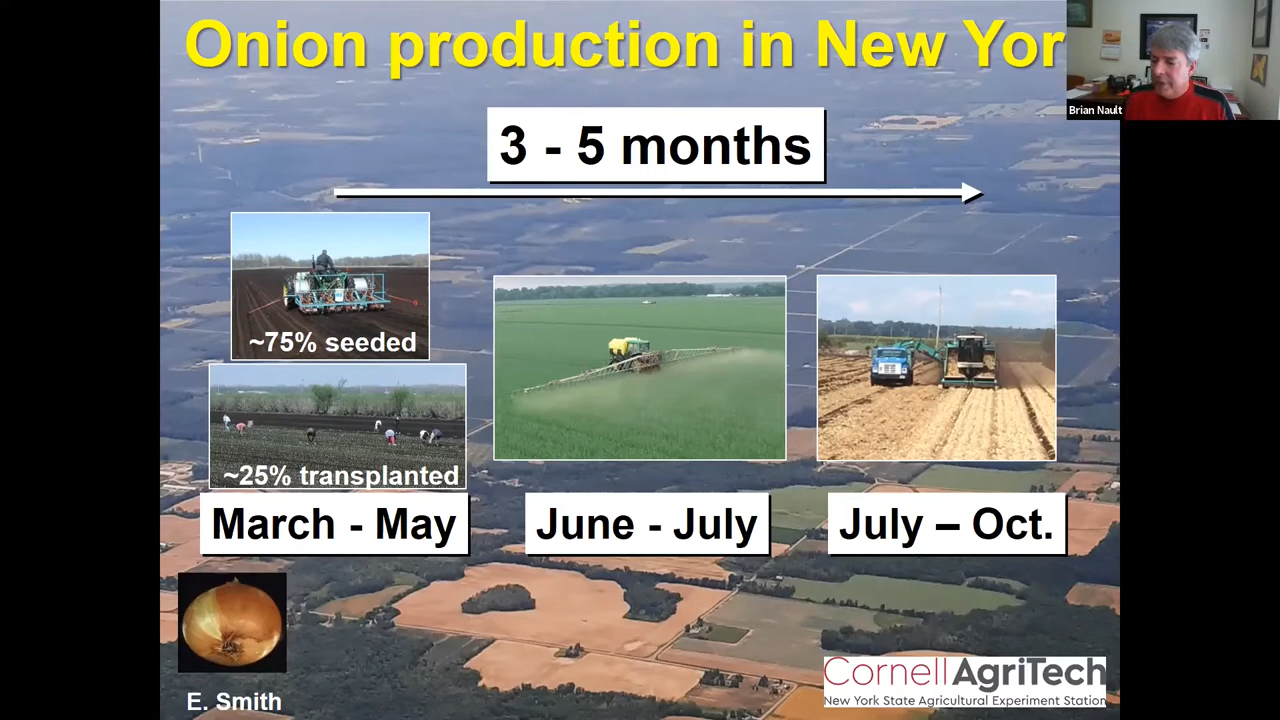 Onion production in New Yor
Brian Nault
3 - 5 months
~75% seeded
~25% transplanted
March - May
June - July
July – Oct.
E. Smith
CornellAgriTech
New York State Agricultural Experiment Station